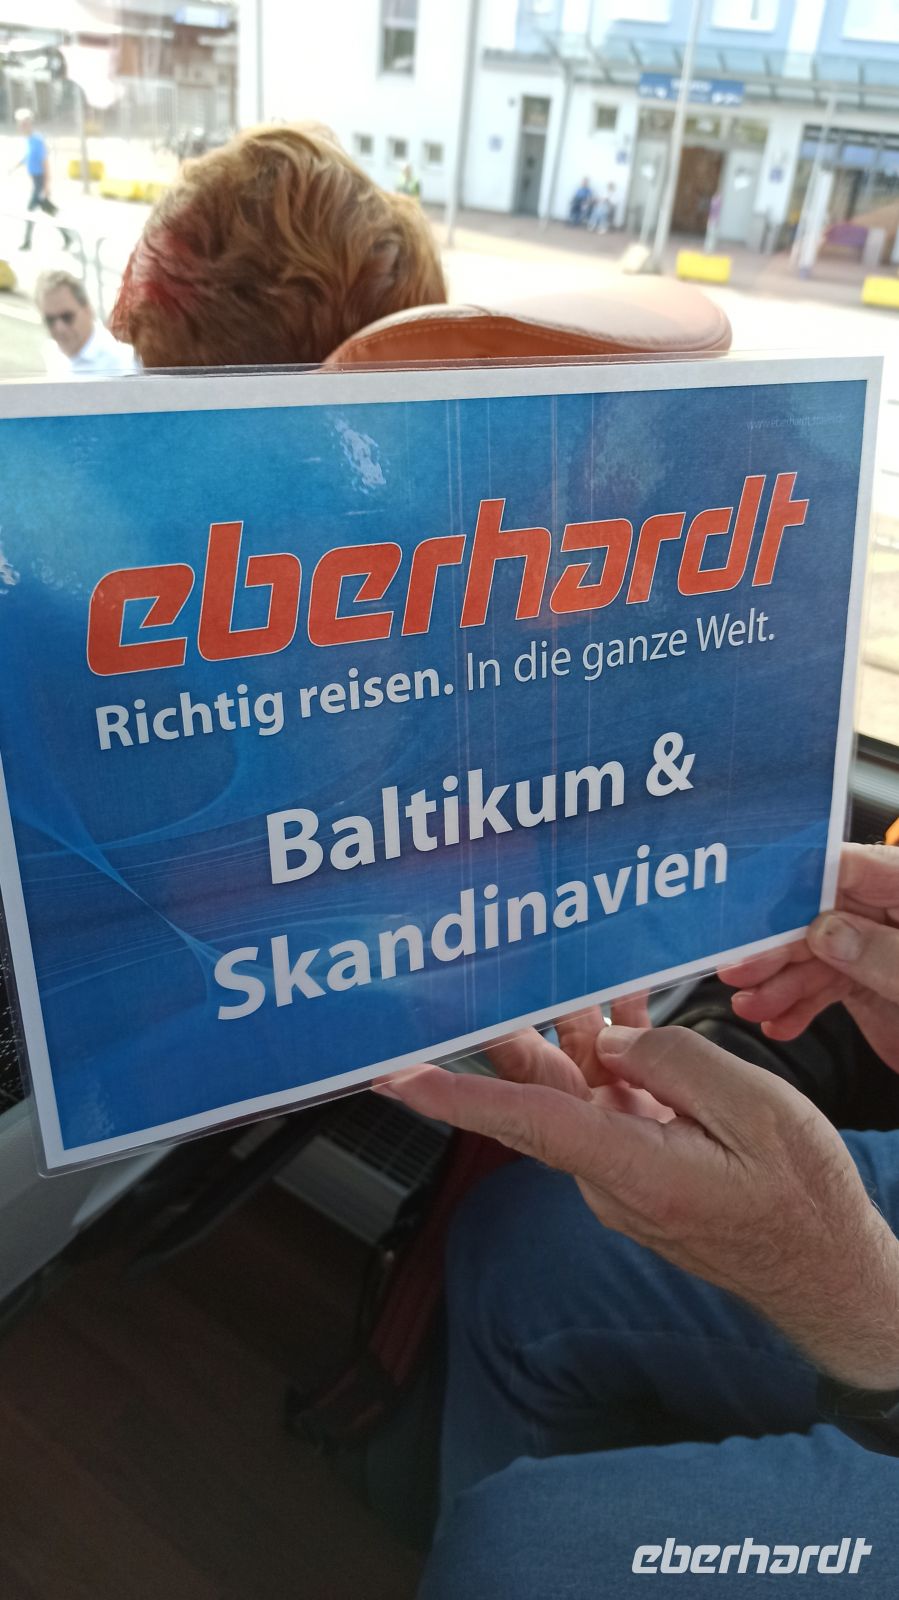 eberhardt
Richtig reisen. In die ganze Welt.
Baltikum &
Skandinavien
eberhardt